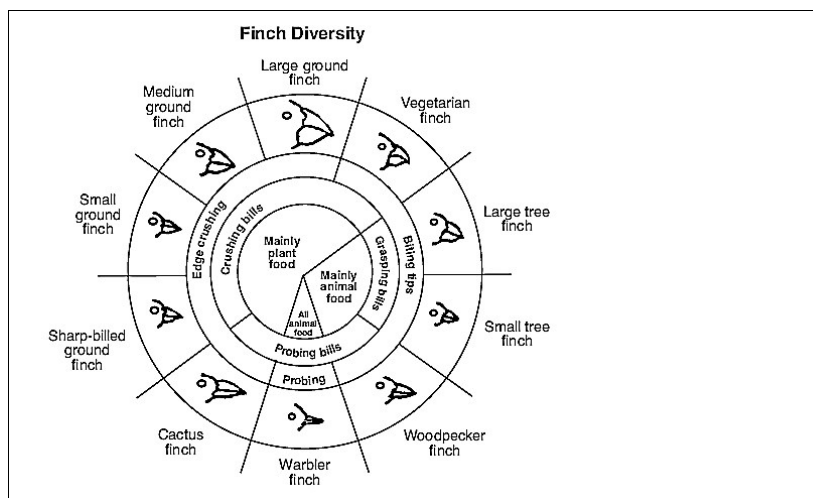 Finch Diversity
Large ground
finch
Vegetarian
finch
Large tree
finch
Small tree
finch
Woodpecker
finch
Warbler
finch
Cactus
finch
Sharp-billed
ground
finch
Small
ground
finch
Medium
ground
finch
Edge crushing
Biting tips
Probing
Crushing bills
Grasping bills
Probing bills
Mainly
plant
food
Mainly
animal
food
All
animal
food